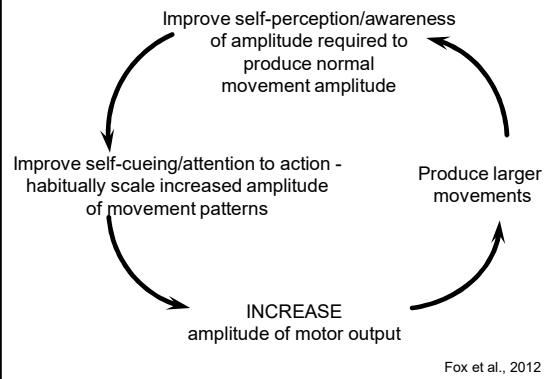 Improve self-perception/awareness
of amplitude required to
produce normal
movement amplitude
Improve self-cueing/attention to action -
habitually scale increased amplitude
of movement patterns
Produce larger
movements
INCREASE
amplitude of motor output
Fox et al., 2012